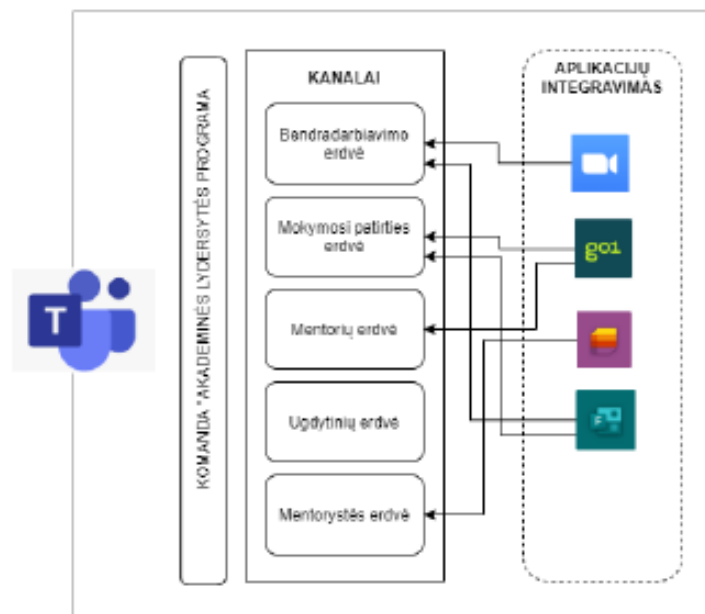 KOMANDA "AKADEMINĖS LYDERSYTĖS PROGRAMA
KANALAI
Bendradarbiavimo
erdvė
Mokymosi patirties
erdvė
Mentorių erdvė
Ugdytinių erdvė
Mentorystės erdvė
APLIKACIJŲ
INTEGRAVIMAS
go1
T
F